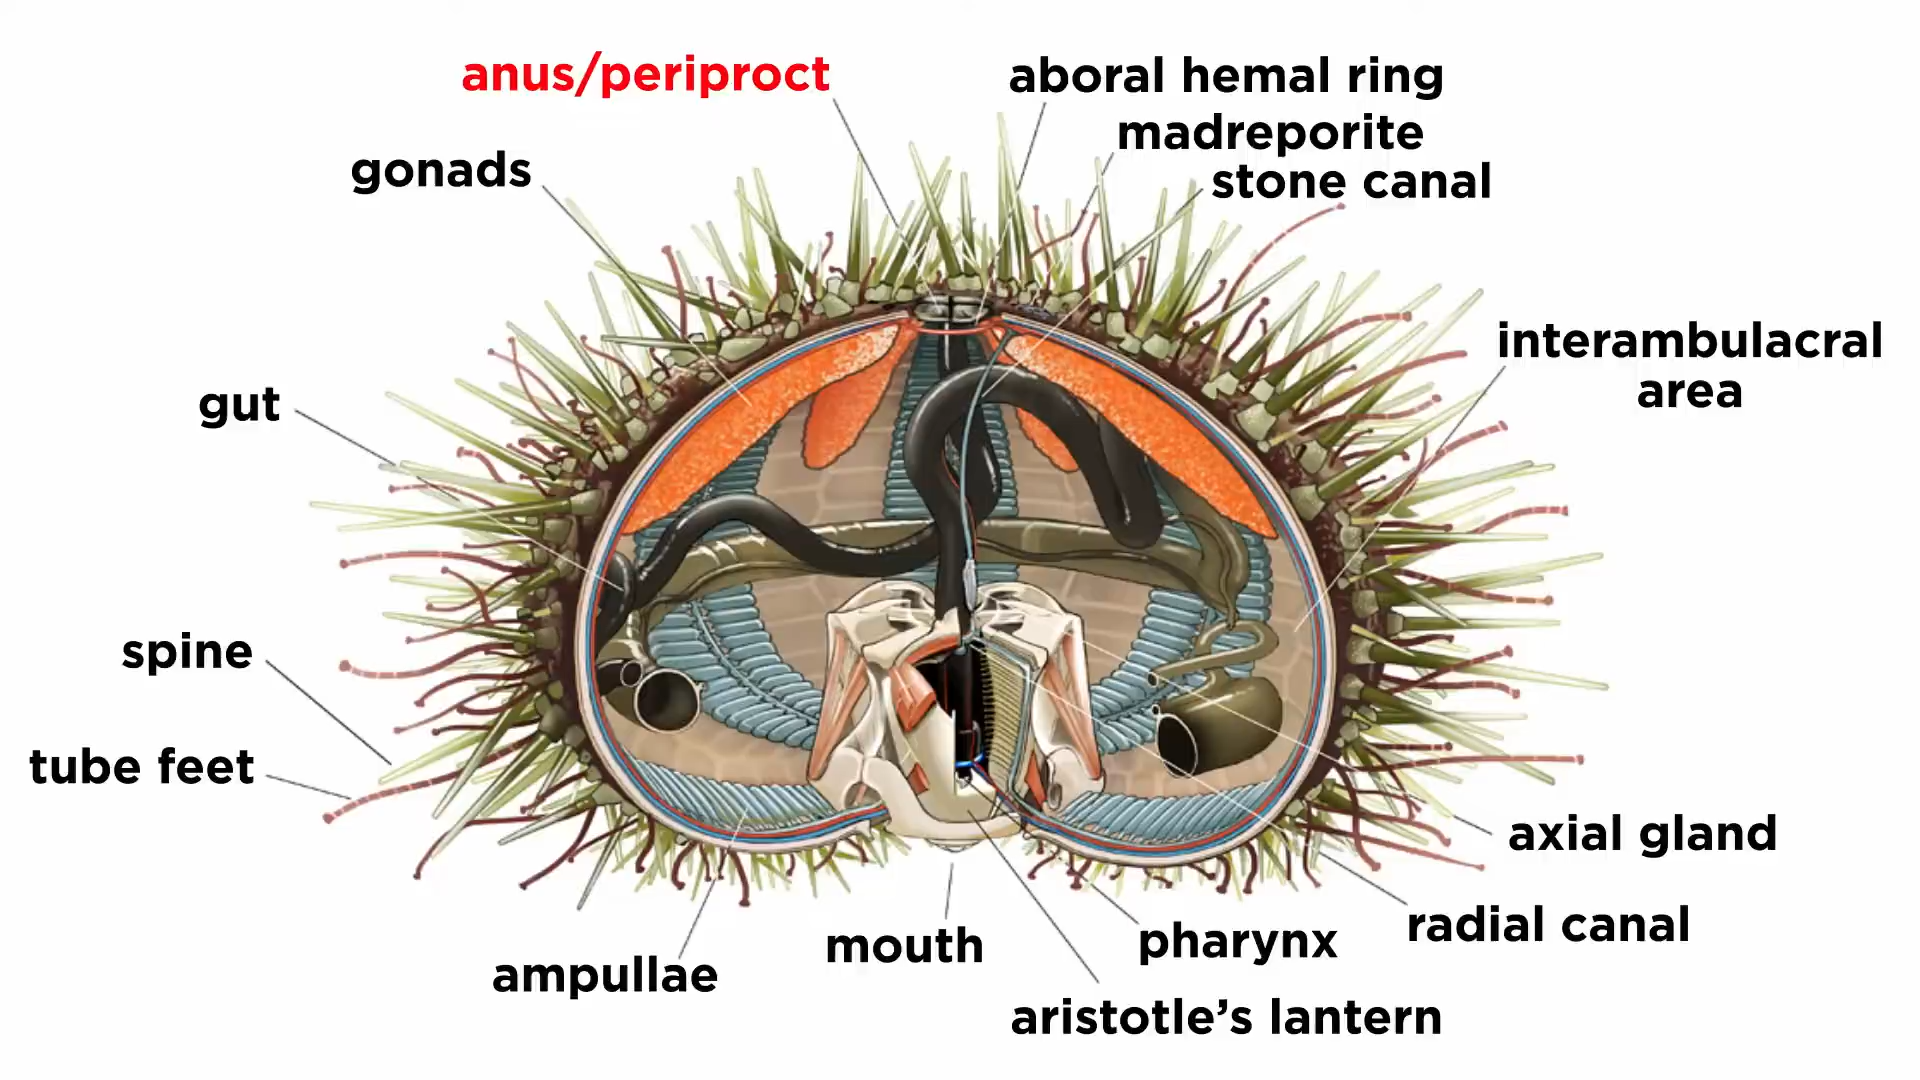 anus/periproct
aboral hemal ring
madreporite
stone canal
gonads
interambulacral
area
gut
spine
tube feet
axial gland
radial canal
pharynx
mouth
ampullae
aristotle’s lantern